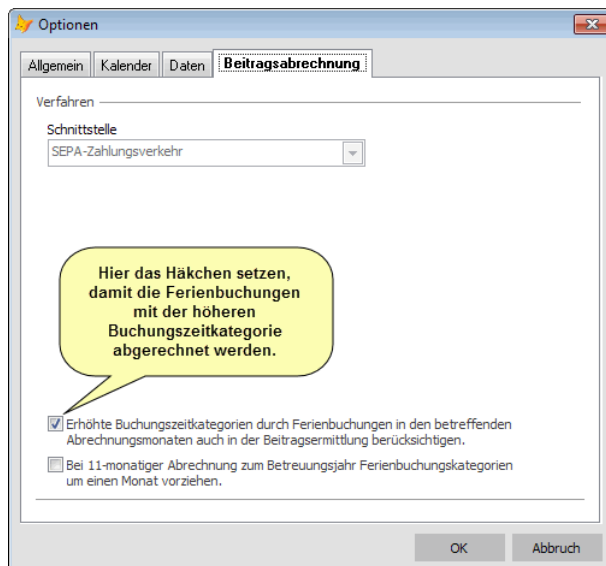 Optionen
Allgemein Kalender Daten Beitragsabrechnung
Verfahren
Schnittstelle
SEPA-Zahlungsverkehr
Hier das Häkchen setzen,
damit die Ferienbuchungen
mit der höheren
Buchungszeitkategorie
abgerechnet werden.
Erhöhte Buchungszeitkategorien durch Ferienbuchungen in den betreffenden
Abrechnungsmonaten auch in der Beitragsermittlung berücksichtigen.
Bei 11-monatiger Abrechnung zum Betreuungsjahr Ferienbuchungskategorien
um einen Monat vorziehen.
OK Abbruch